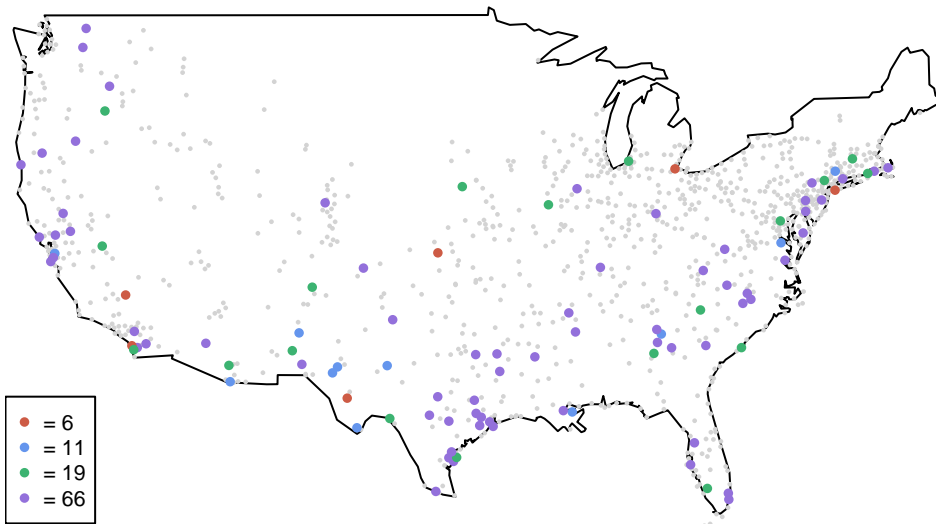 = 6
= 11
= 19
= 66